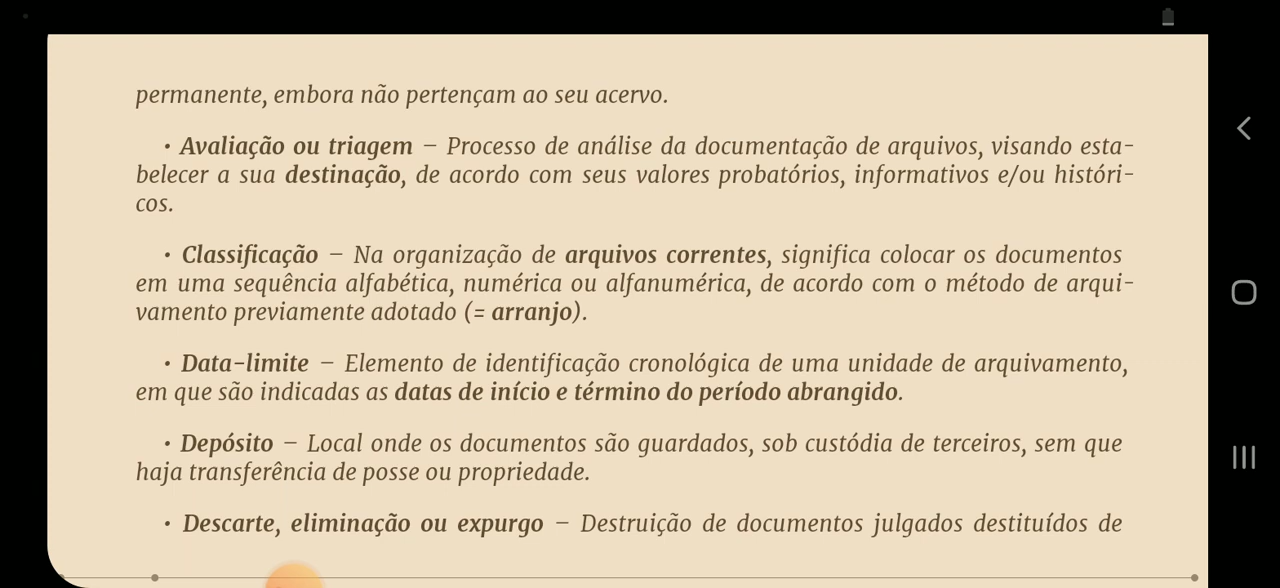 permanente, embora não pertençam ao seu acervo.
• Avaliação ou triagem – Processo de análise da documentação de arquivos, visando esta-
belecer a sua destinação, de acordo com seus valores probatórios, informativos e/ou históri-
cos.
• Classificação – Na organização de arquivos correntes, significa colocar os documentos
em uma sequência alfabética, numérica ou alfanumérica, de acordo com o método de arqui-
vamento previamente adotado (= arranjo).
• Data-limite – Elemento de identificação cronológica de uma unidade de arquivamento,
em que são indicadas as datas de início e término do período abrangido.
• Depósito – Local onde os documentos são guardados, sob custódia de terceiros, sem que
haja transferência de posse ou propriedade.
• Descarte, eliminação ou expurgo – Destruição de documentos julgados destituídos de